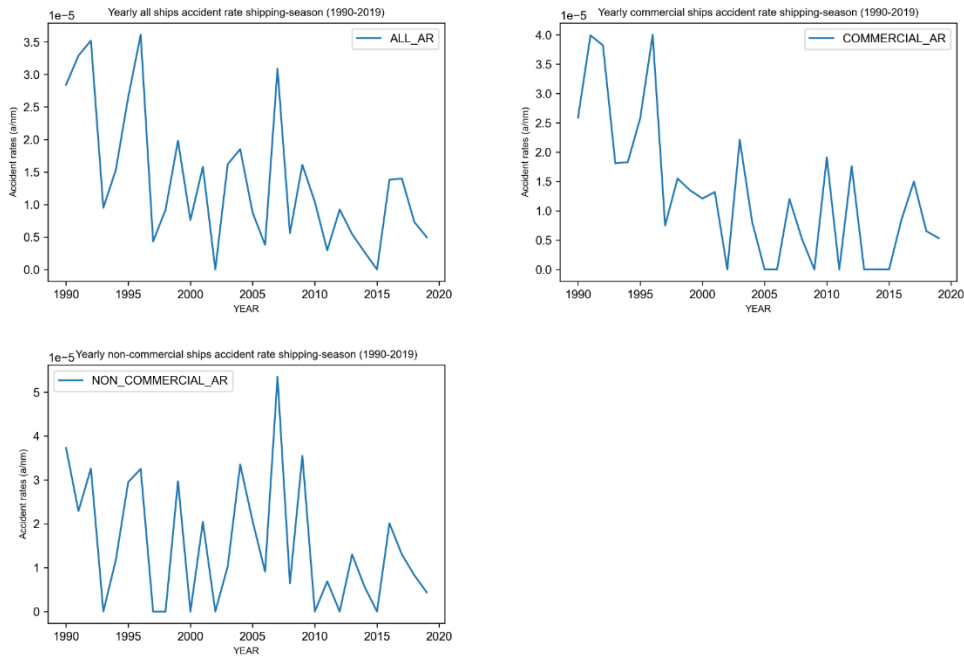 Yearly all ships accident rate shipping-season (1990-2019)
1e−5
ALL_AR
3.5
3.0
2.5
2.0
1.5
1.0
0.5
0.0
Accident rates (a/nm)
1990 1995 2000 2005 2010 2015 2020
YEAR
Yearly commercial ships accident rate shipping-season (1990-2019)
1e−5
COMMERCIAL_AR
4.0
3.5
3.0
2.5
2.0
1.5
1.0
0.5
0.0
Accident rates (a/nm)
1990 1995 2000 2005 2010 2015 2020
YEAR
Yearly non-commercial ships accident rate shipping-season (1990-2019)
1e−5
NON_COMMERCIAL_AR
5
4
3
2
1
0
Accident rates (a/nm)
1990 1995 2000 2005 2010 2015 2020
YEAR